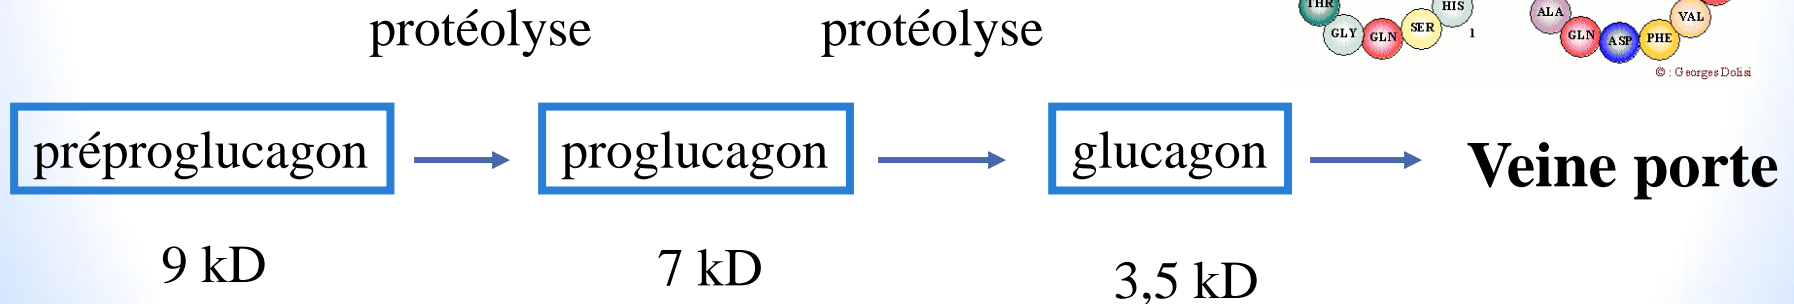 protéolyse protéolyse
THR GLY GLN SER HIS 1
ALA GLN ASP PHE VAL
© : Georges Dolisi
préproglucagon proglucagon glucagon Veine porte
9 kD 7 kD 3,5 kD